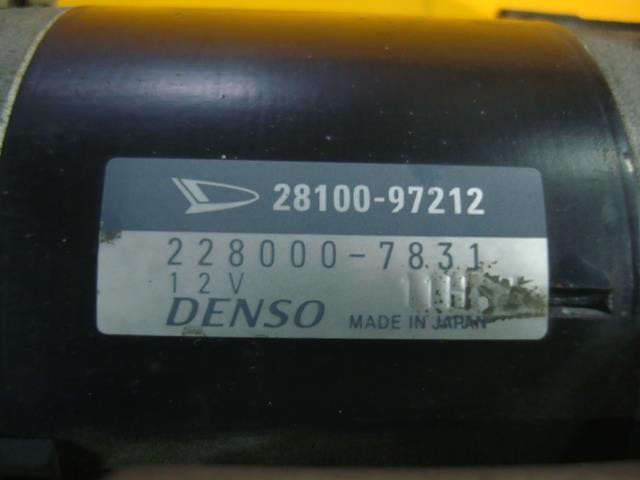 28100-97212
228000-7831
12V
DENSO MADE IN JAPAN